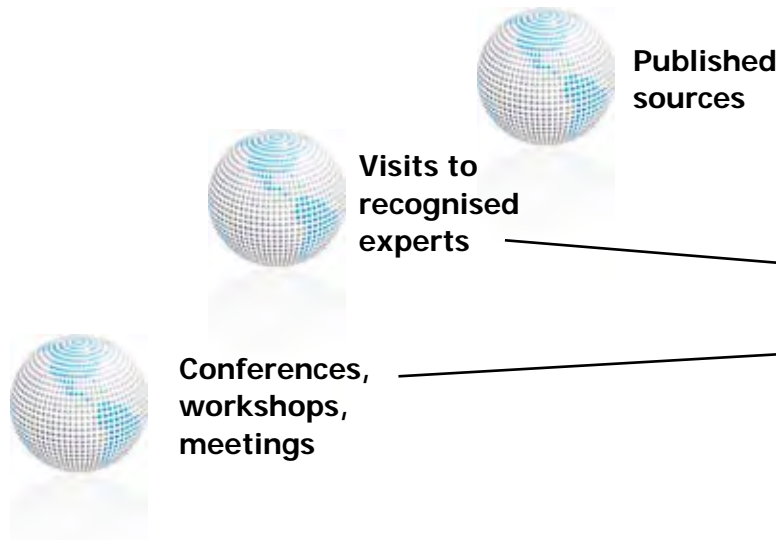 Published
sources
Visits to
recognised
experts
Conferences,
workshops,
meetings